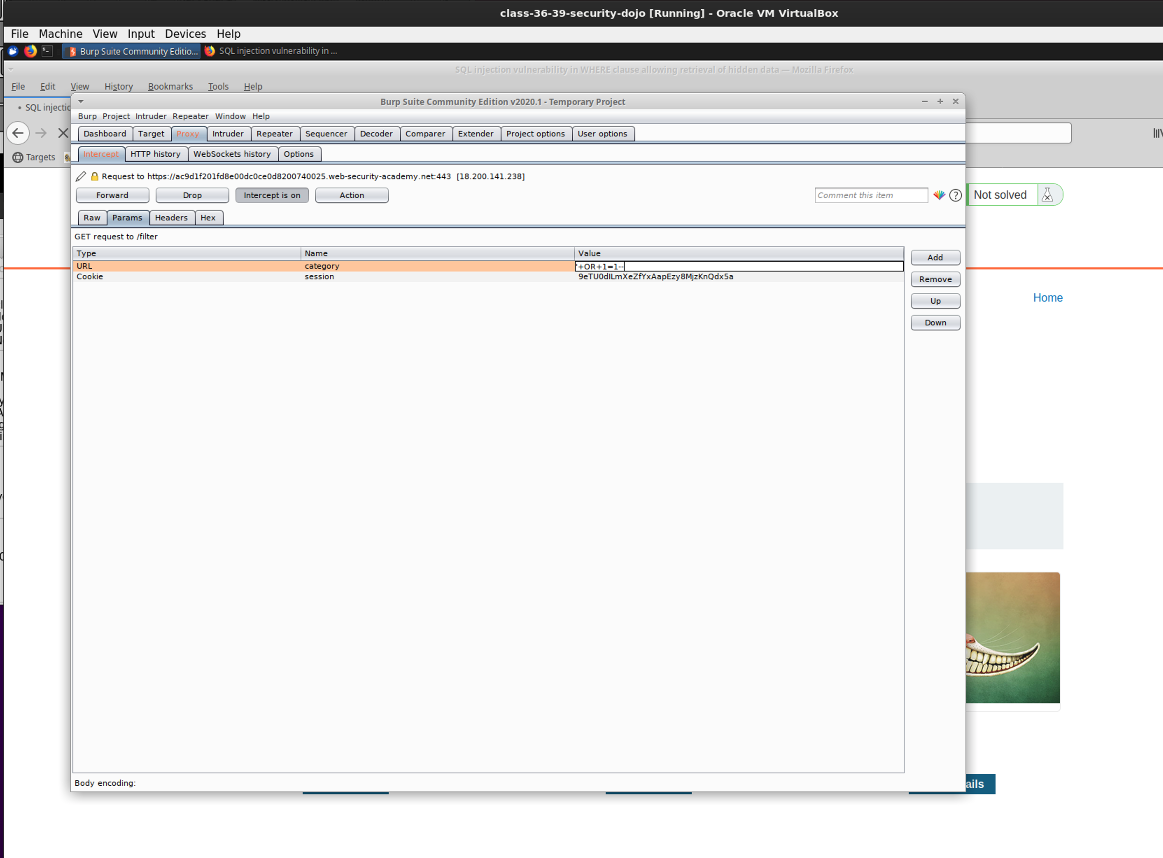 class-36-39-security-dojo [Running] - Oracle VM VirtualBox
File Machine View Input Devices Help
Burp Suite Community Editio... SQL injection vulnerability in ...
SQL injection vulnerability in WHERE clause allowing retrieval of hidden data — Mozilla Firefox
File Edit View History Bookmarks Tools Help
SQL injectio
Burp Suite Community Edition v2020.1 - Temporary Project
Burp Project Intruder Repeater Window Help
Dashboard Target Proxy Intruder Repeater Sequencer Decoder Comparer Extender Project options User options
Targets
Intercept HTTP history WebSockets history Options
Request to https://ac9d1f201fd8e00dc0ce0d8200740025.web-security-academy.net:443 [18.200.141.238]
Forward Drop Intercept is on Action Comment this item ?
Not solved
Raw Params Headers Hex
GET request to /filter
Type Name Value
URL category '+OR+1=1--
Cookie session 9eTU0dILmXeZfYxAapEzy8MjzKnQdx5a
Add
Remove
Up
Down
Home
Body encoding:
ails